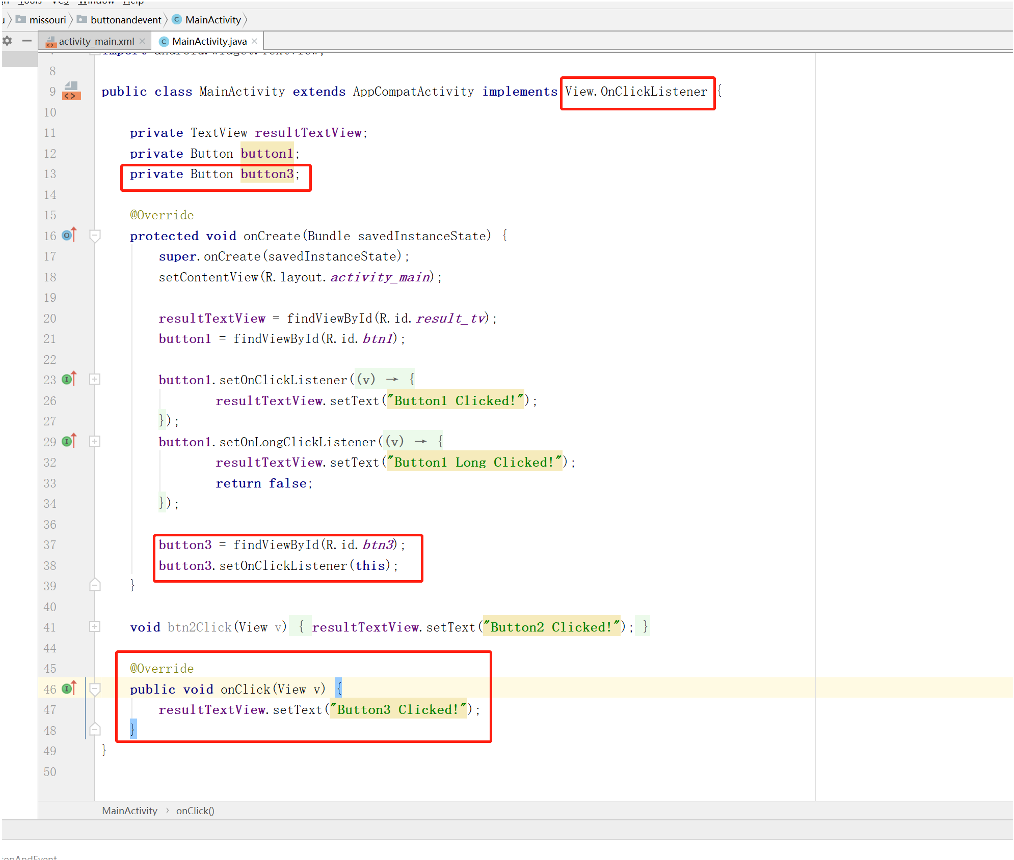 Tools VCS Window Help
missouri buttonandevent MainActivity
activity_main.xml MainActivity.java
8
9 public class MainActivity extends AppCompatActivity implements View.OnClickListener {
10
11 private TextView resultTextView;
12 private Button button1;
13 private Button button3;
14
15 @Override
16 protected void onCreate(Bundle savedInstanceState) {
17 super.onCreate(savedInstanceState);
18 setContentView(R.layout.activity_main);
19
20 resultTextView = findViewById(R.id.result_tv);
21 button1 = findViewById(R.id.btn1);
22
23 button1.setOnClickListener((v) → {
26 resultTextView.setText("Button1 Clicked!");
27 });
29 button1.setOnLongClickListener((v) → {
32 resultTextView.setText("Button1 Long Clicked!");
33 return false;
34 });
36
37 button3 = findViewById(R.id.btn3);
38 button3.setOnClickListener(this);
39 }
40
41 void btn2Click(View v) { resultTextView.setText("Button2 Clicked!"); }
44
45 @Override
46 public void onClick(View v) {
47 resultTextView.setText("Button3 Clicked!");
48 }
49 }
50
MainActivity › onClick()